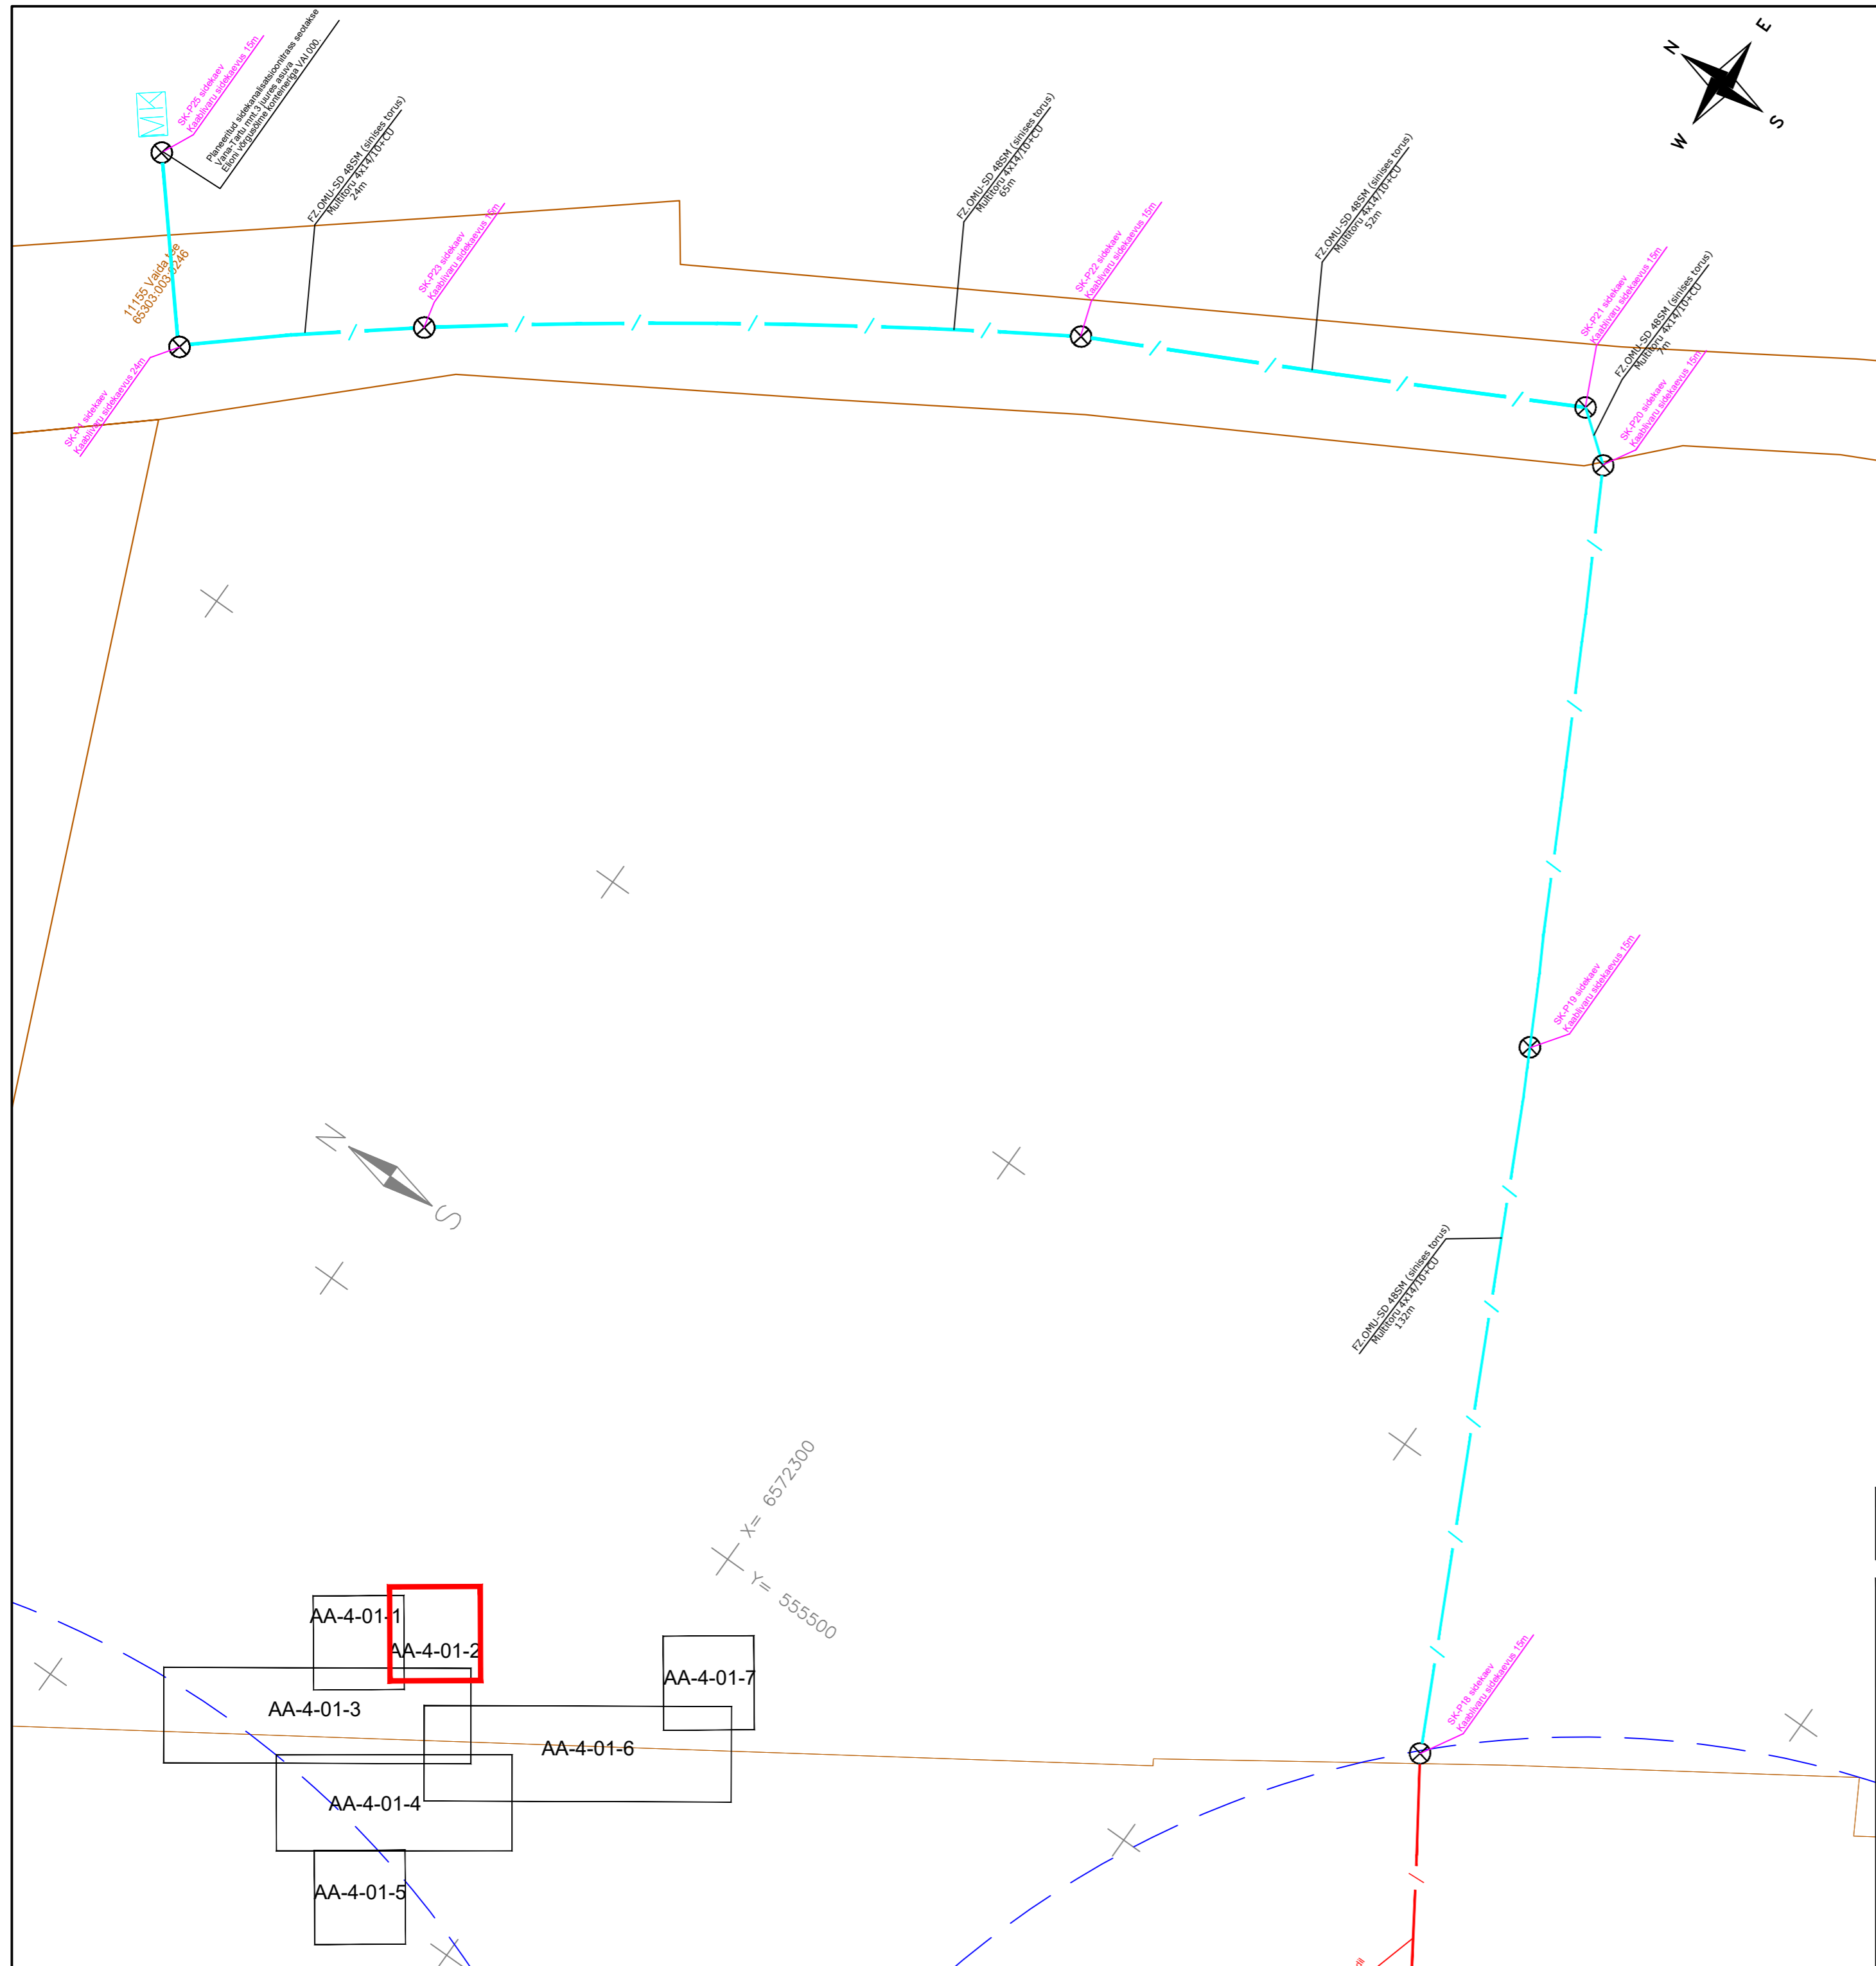 SK-P25 sidekaev
Kaablivaru sidekaevus 15m
Planeeritud sidekanalisatsioonitrass seotakse
Vana-Tartu mnt.3 juures asuva
Elioni võrgusõlme konteineriga VAI 000.
MK
N
E
W
S
FZ.OMU-SD 48SM (sinises torus)
Multitoru 4x14/10+CU
24m
SK-P23 sidekaev
Kaablivaru sidekaevus 15m
FZ.OMU-SD 48SM (sinises torus)
Multitoru 4x14/10+CU
65m
SK-P22 sidekaev
Kaablivaru sidekaevus 15m
FZ.OMU-SD 48SM (sinises torus)
Multitoru 4x14/10+CU
52m
SK-P21 sidekaev
Kaablivaru sidekaevus 15m
FZ.OMU-SD 48SM (sinises torus)
Multitoru 4x14/10+CU
7m
SK-P20 sidekaev
Kaablivaru sidekaevus 15m
11155 Vaida tee
65303:003:0246
SK-P1 sidekaev
Kaablivaru sidekaevus 24m
SK-P19 sidekaev
Kaablivaru sidekaevus 15m
N
S
FZ.OMU-SD 48SM (sinises torus)
Multitoru 4x14/10+CU
132m
X= 6572300
Y= 555500
AA-4-01-1
AA-4-01-2
AA-4-01-7
AA-4-01-3
AA-4-01-6
AA-4-01-4
AA-4-01-5
SK-P18 sidekaev
Kaablivaru sidekaevus 15m